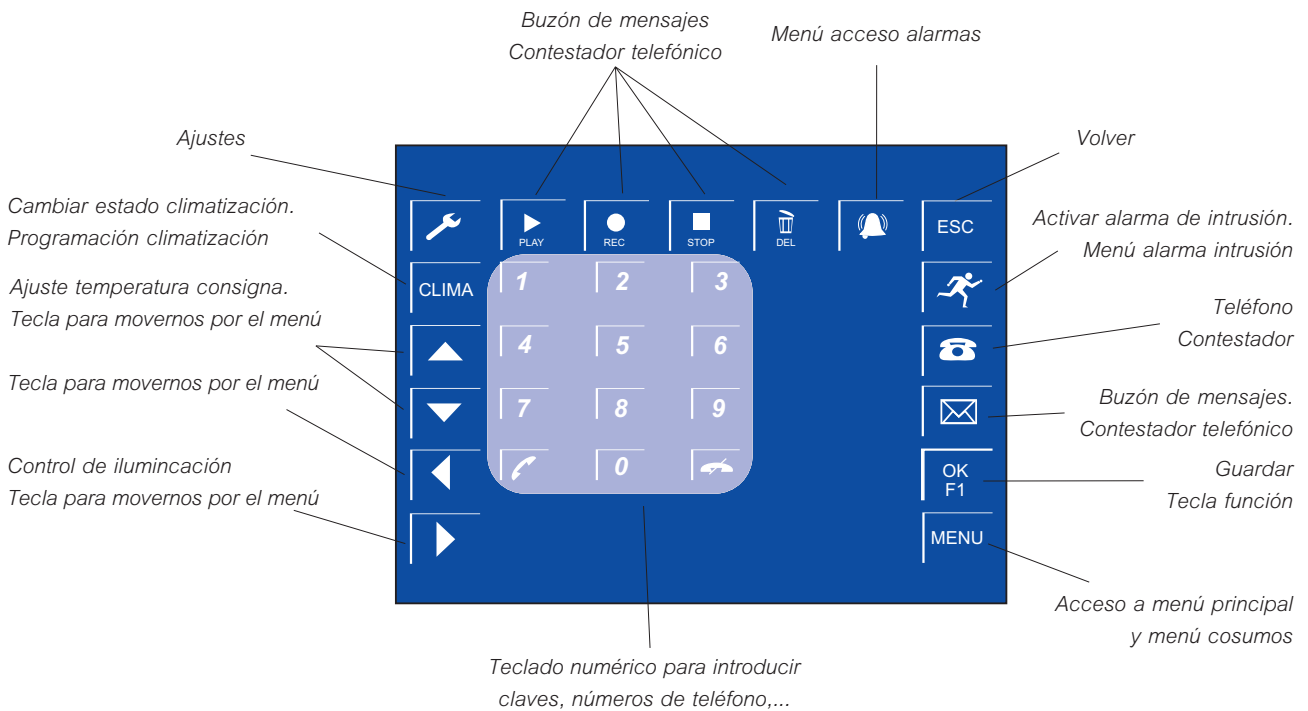 Buzón de mensajes
Contestador telefónico
Menú acceso alarmas
Ajustes
Volver
Cambiar estado climatización.
Programación climatización
Activar alarma de intrusión.
Menú alarma intrusión
Ajuste temperatura consigna.
Tecla para movernos por el menú
Teléfono
Contestador
Tecla para movernos por el menú
Buzón de mensajes.
Contestador telefónico
Control de ilumincación
Tecla para movernos por el menú
Guardar
Tecla función
PLAY
REC
STOP
DEL
ESC
CLIMA
1
2
3
4
5
6
7
8
9
0
OK
F1
MENU
Acceso a menú principal
y menú cosumos
Teclado numérico para introducir
claves, números de teléfono,...